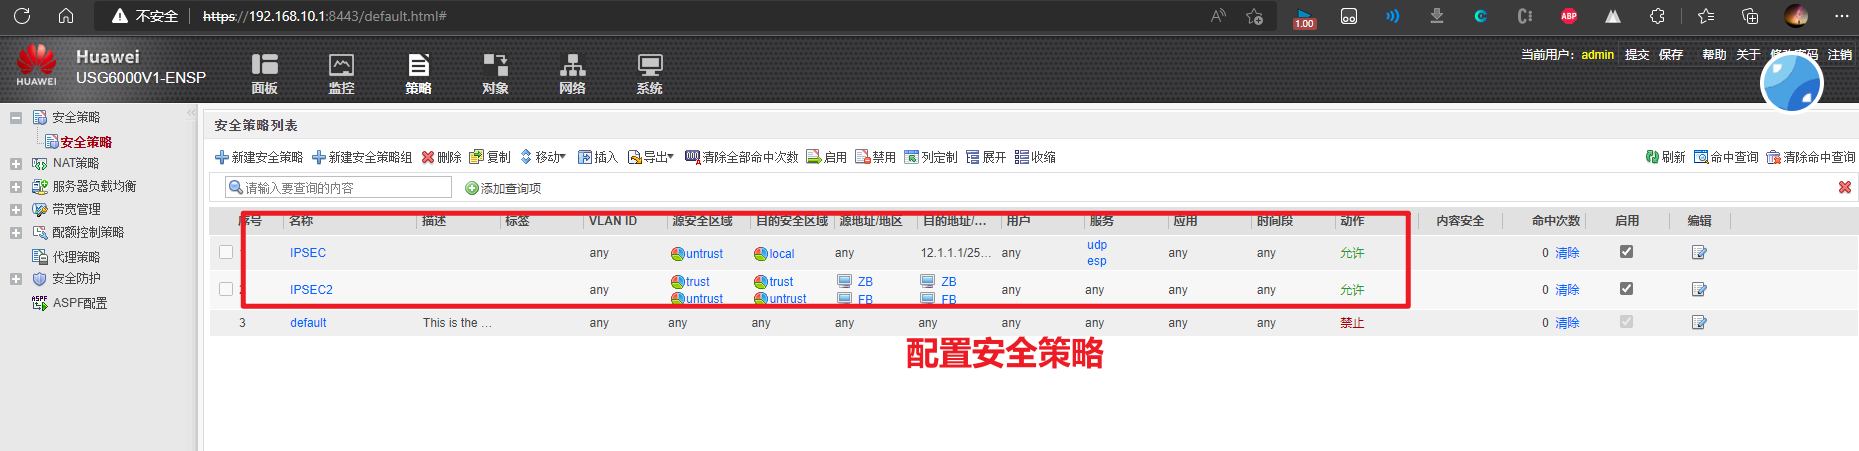 不安全 https://192.168.10.1:8443/default.html#
1.00
ABP
HUAWEI
Huawei
USG6000V1-ENSP
面板 监控 策略 对象 网络 系统
当前用户: admin 提交 保存 帮助 关于 修改密码 注销
安全策略
安全策略
NAT策略
服务器负载均衡
带宽管理
配额控制策略
代理策略
安全防护
ASPF配置
安全策略列表
新建安全策略 新建安全策略组 删除 复制 移动 插入 导出 清除全部命中次数 启用 禁用 列定制 展开 收缩 刷新 命中查询 清除命中查询
请输入要查询的内容 添加查询项
序号 名称 描述 标签 VLAN ID 源安全区域 目的安全区域 源地址/地区 目的地址/... 用户 服务 应用 时间段 动作 内容安全 命中次数 启用 编辑
IPSEC any untrust local any 12.1.1.1/25... any udp esp any any 允许 0 清除
IPSEC2 any trust untrust trust untrust ZB FB ZB FB any any any any 允许 0 清除
3 default This is the ... any any any any any any any any any 禁止 0 清除
配置安全策略